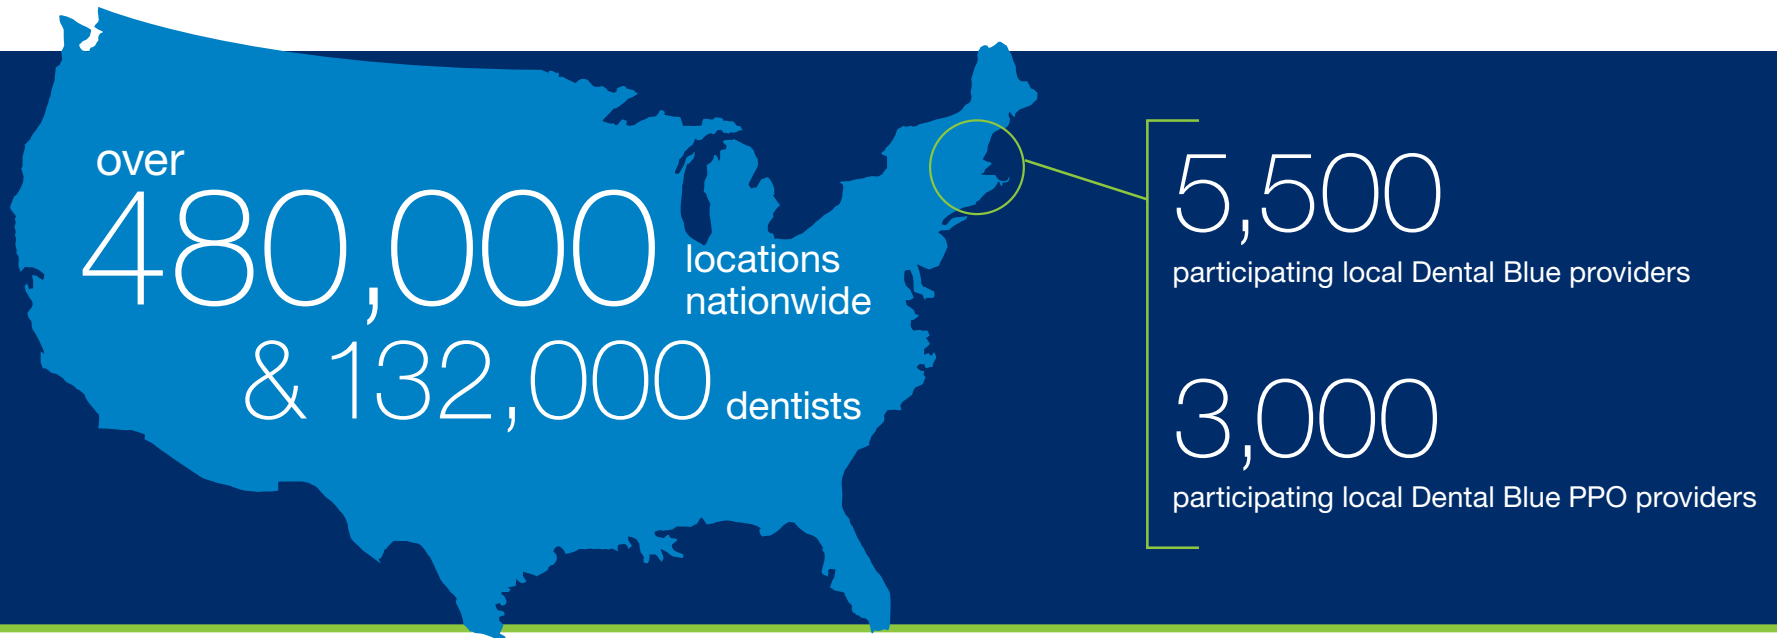 over
480,000 locations
nationwide
& 132,000 dentists
5,500
participating local Dental Blue providers
3,000
participating local Dental Blue PPO providers